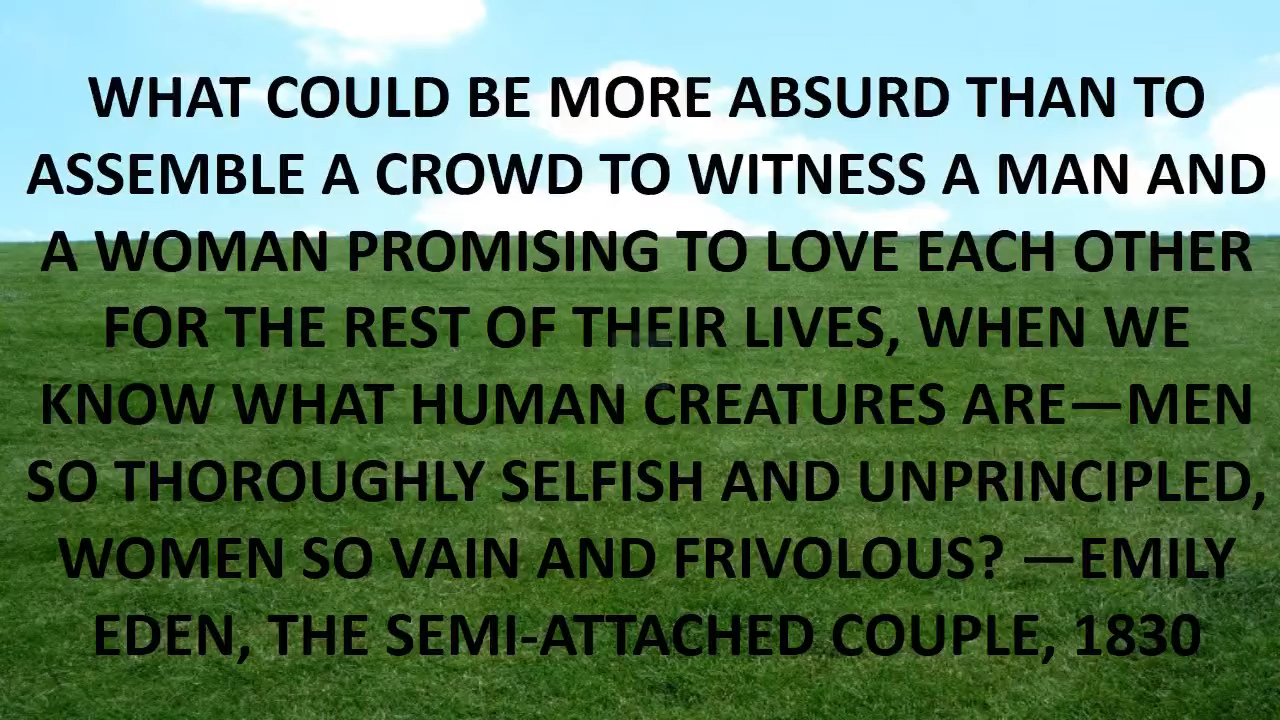 WHAT COULD BE MORE ABSURD THAN TO
ASSEMBLE A CROWD TO WITNESS A MAN AND
A WOMAN PROMISING TO LOVE EACH OTHER
FOR THE REST OF THEIR LIVES, WHEN WE
KNOW WHAT HUMAN CREATURES ARE—MEN
SO THOROUGHLY SELFISH AND UNPRINCIPLED,
WOMEN SO VAIN AND FRIVOLOUS? —EMILY
EDEN, THE SEMI-ATTACHED COUPLE, 1830